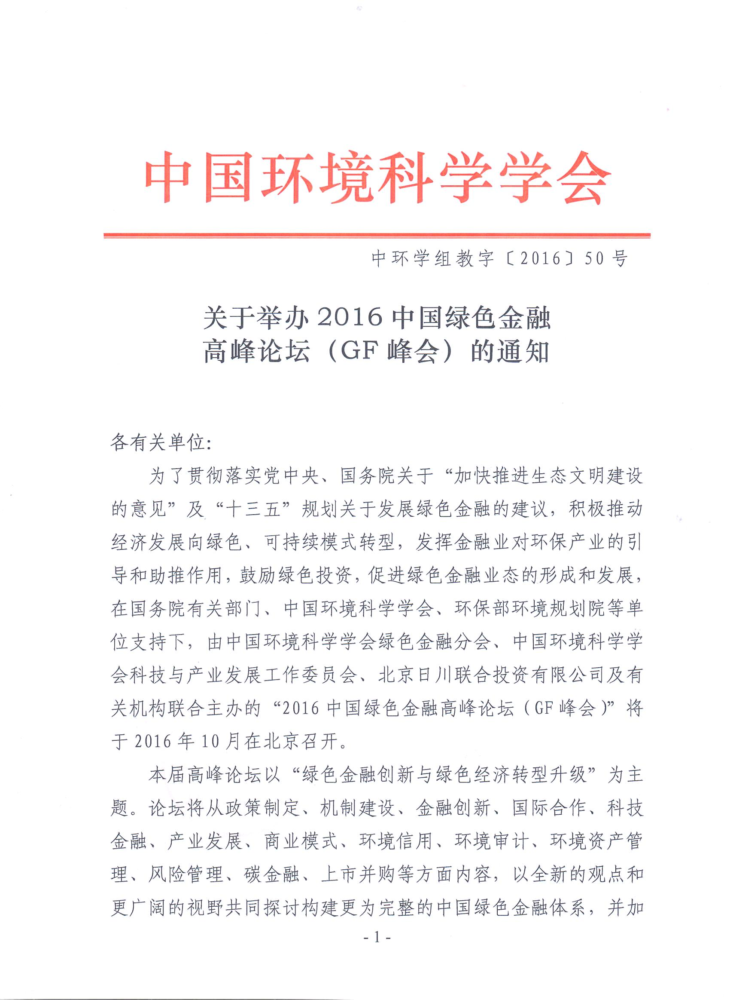 中国环境科学学会
中环学组教字〔2016〕50号
关于举办 2016 中国绿色金融
高峰论坛（GF 峰会）的通知
各有关单位：
为了贯彻落实党中央、国务院关于“加快推进生态文明建设
的意见”及“十三五”规划关于发展绿色金融的建议，积极推动
经济发展向绿色、可持续模式转型，发挥金融业对环保产业的引
导和助推作用，鼓励绿色投资，促进绿色金融业态的形成和发展，
在国务院有关部门、中国环境科学学会、环保部环境规划院等单
位支持下，由中国环境科学学会绿色金融分会、中国环境科学学
会科技与产业发展工作委员会、北京日川联合投资有限公司及有
关机构联合主办的“2016 中国绿色金融高峰论坛（GF 峰会）”将
于 2016 年 10 月在北京召开。
本届高峰论坛以“绿色金融创新与绿色经济转型升级”为主
题。论坛将从政策制定、机制建设、金融创新、国际合作、科技
金融、产业发展、商业模式、环境信用、环境审计、环境资产管
理、风险管理、碳金融、上市并购等方面内容，以全新的观点和
更广阔的视野共同探讨构建更为完整的中国绿色金融体系，并加
- 1 -